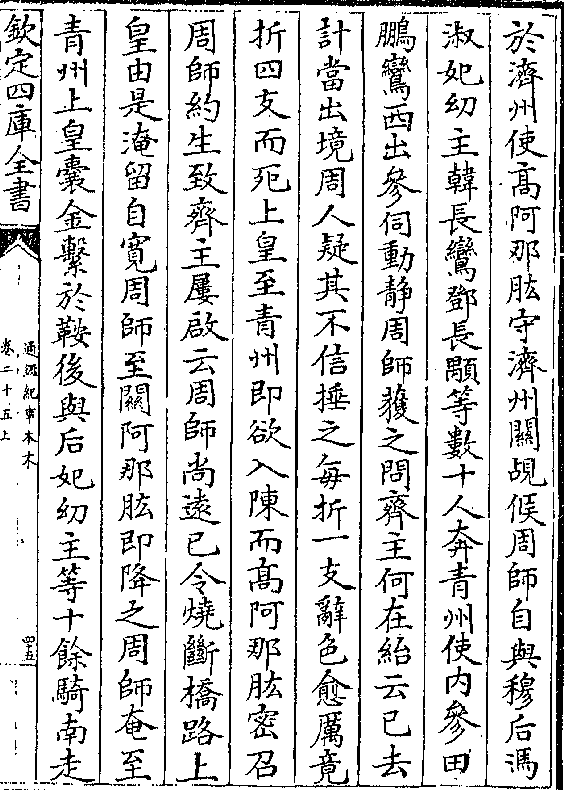 於濟州使高阿那肱守濟州關覘候周師自與穆后馮
淑妃幼主韓長鸞鄧長顒等數十人奔青州使内參田
鵬鸞西出參伺動静周師獲之問齊主何在紿云已去
計當出境周人疑其不信捶之每折一支辭色愈厲竟
折四支而死上皇至青州即欲入陳而高阿那肱密召
周師約生致齊主屢啟云周師尚遠已令燒斷橋路上
皇由是淹留自寛周師至關阿那肱即降之周師奄至
青州上皇囊金繫於鞍後與后妃幼主等十餘騎南走
欽定四庫全書
通鑑紀事本末
卷二十五上
四五